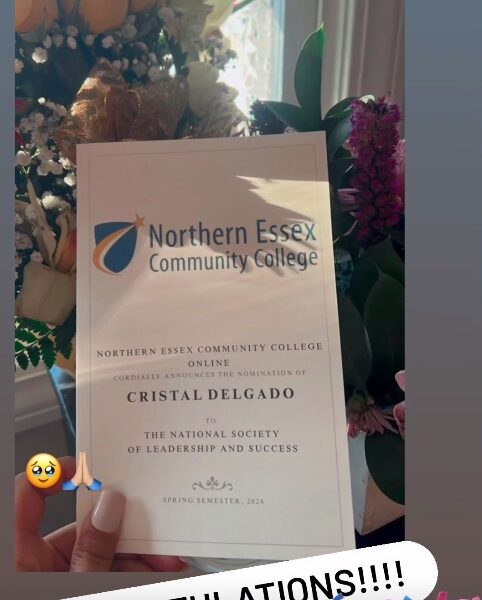 Northern Essex
Community College
NORTHERN ESSEX COMMUNITY COLLEGE
ONLINE
CORDIALLY ANNOUNCES THE NOMINATION OF
CRISTAL DELGADO
TO
THE NATIONAL SOCIETY
OF LEADERSHIP AND SUCCESS
SPRING SEMESTER, 2024